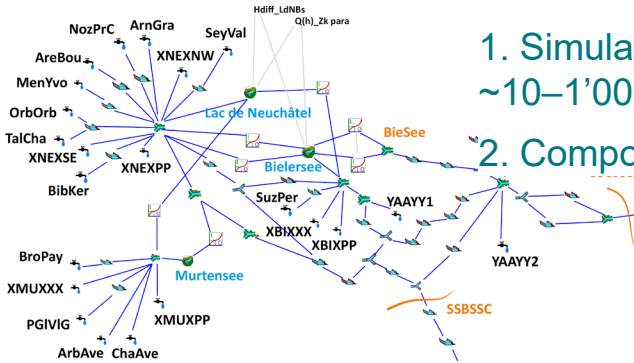 Hdiff_LdNBs
Q(h)_Zk para
NozPrC
ArnGra
SeyVal
AreBou
XNEXNW
MenYvo
OrbOrb
TalCha
XNEXSE
XNEXPP
BibKer
Lac de Neuchâtel
BieSee
Bielersee
SuzPer
YAAYY1
XBIXXX
XBIXPP
YAAYY2
BroPay
XMUXXX
Murtensee
PGlVlG
XMUXPP
ArbAve
ChaAve
SSBSSC
1. Simula
~10–1'00
2. Compo